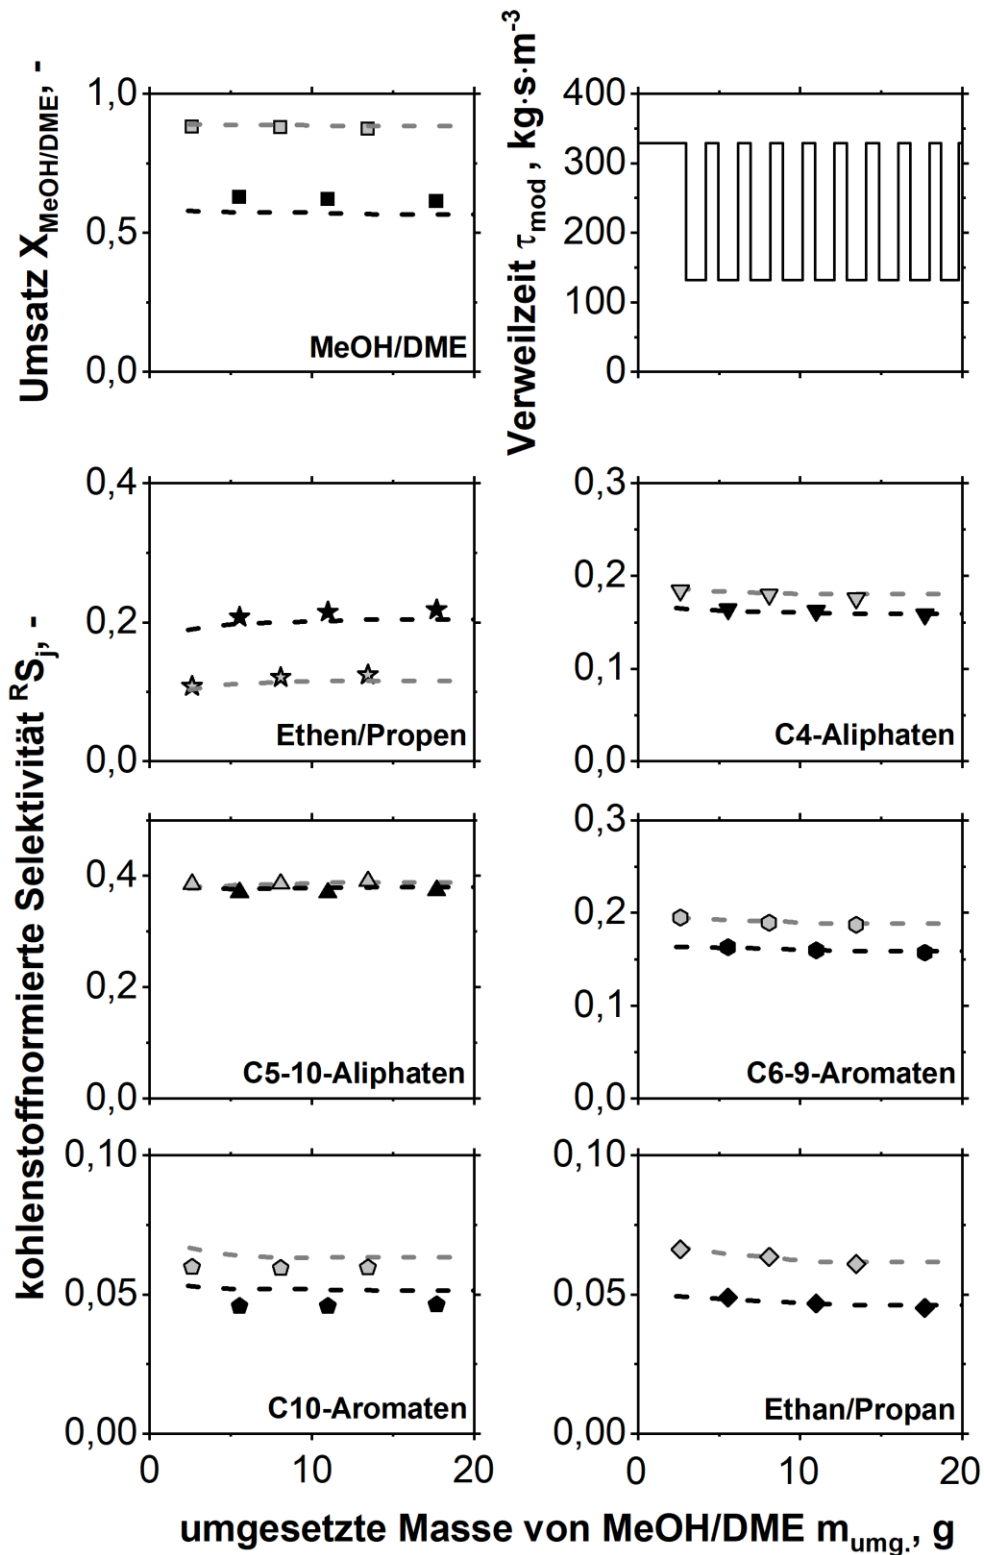 Umsatz X_MeOH/DME, -
1,0
0,5
0,0
MeOH/DME
Verweilzeit τ_mod, kg·s·m⁻³
400
300
200
100
0
0 10 20
kohlenstoffnormierte Selektivität ᴿS_j, -
0,4
0,2
0,0
Ethen/Propen
0,3
0,2
0,1
0,0
C4-Aliphaten
0,4
0,2
0,0
C5-10-Aliphaten
0,3
0,2
0,1
0,0
C6-9-Aromaten
0,10
0,05
0,00
C10-Aromaten
0 10 20
0,10
0,05
0,00
Ethan/Propan
0 10 20
umgesetzte Masse von MeOH/DME m_umg., g